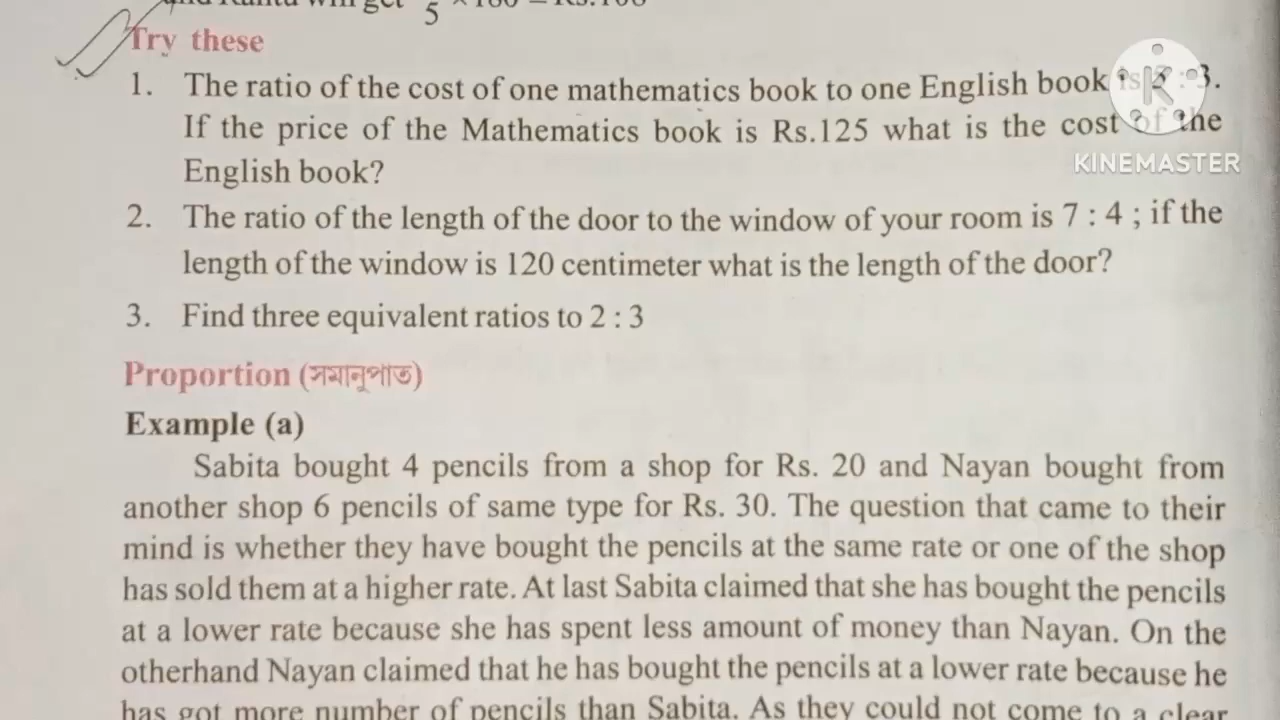 5
Try these
1. The ratio of the cost of one mathematics book to one English book is : 3.
If the price of the Mathematics book is Rs.125 what is the cost of the
English book?
2. The ratio of the length of the door to the window of your room is 7 : 4 ; if the
length of the window is 120 centimeter what is the length of the door?
3. Find three equivalent ratios to 2 : 3
Proportion (সমানুপাত)
Example (a)
Sabita bought 4 pencils from a shop for Rs. 20 and Nayan bought from
another shop 6 pencils of same type for Rs. 30. The question that came to their
mind is whether they have bought the pencils at the same rate or one of the shop
has sold them at a higher rate. At last Sabita claimed that she has bought the pencils
at a lower rate because she has spent less amount of money than Nayan. On the
otherhand Nayan claimed that he has bought the pencils at a lower rate because he
has got more number of pencils than Sabita. As they could not come to a clear
K
KINEMASTER